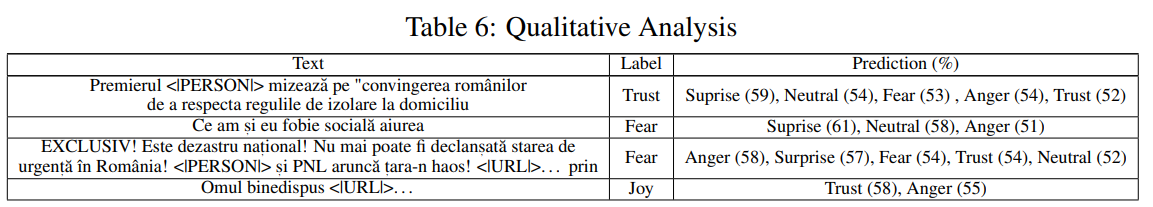 Table 6: Qualitative Analysis
Text Label Prediction (%)
Premierul <|PERSON|> mizează pe "convingerea românilor
de a respecta regulile de izolare la domiciliu
Trust
Suprise (59), Neutral (54), Fear (53) , Anger (54), Trust (52)
Ce am și eu fobie socială aiurea Fear Suprise (61), Neutral (58), Anger (51)
EXCLUSIV! Este dezastru național! Nu mai poate fi declanșată starea de
urgență în România! <|PERSON|> și PNL aruncă țara-n haos! <|URL|>... prin
Fear
Anger (58), Surprise (57), Fear (54), Trust (54), Neutral (52)
Omul binedispus <|URL|>... Joy Trust (58), Anger (55)